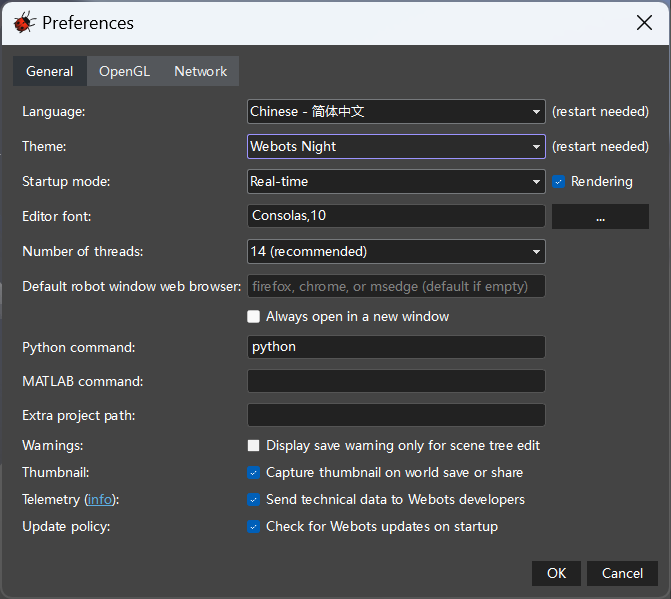 Preferences
General OpenGL Network
Language: Chinese - 简体中文 (restart needed)
Theme: Webots Night (restart needed)
Startup mode: Real-time Rendering
Editor font: Consolas,10 ...
Number of threads: 14 (recommended)
Default robot window web browser: firefox, chrome, or msedge (default if empty)
Always open in a new window
Python command: python
MATLAB command:
Extra project path:
Warnings: Display save warning only for scene tree edit
Thumbnail: Capture thumbnail on world save or share
Telemetry (info): Send technical data to Webots developers
Update policy: Check for Webots updates on startup
OK Cancel